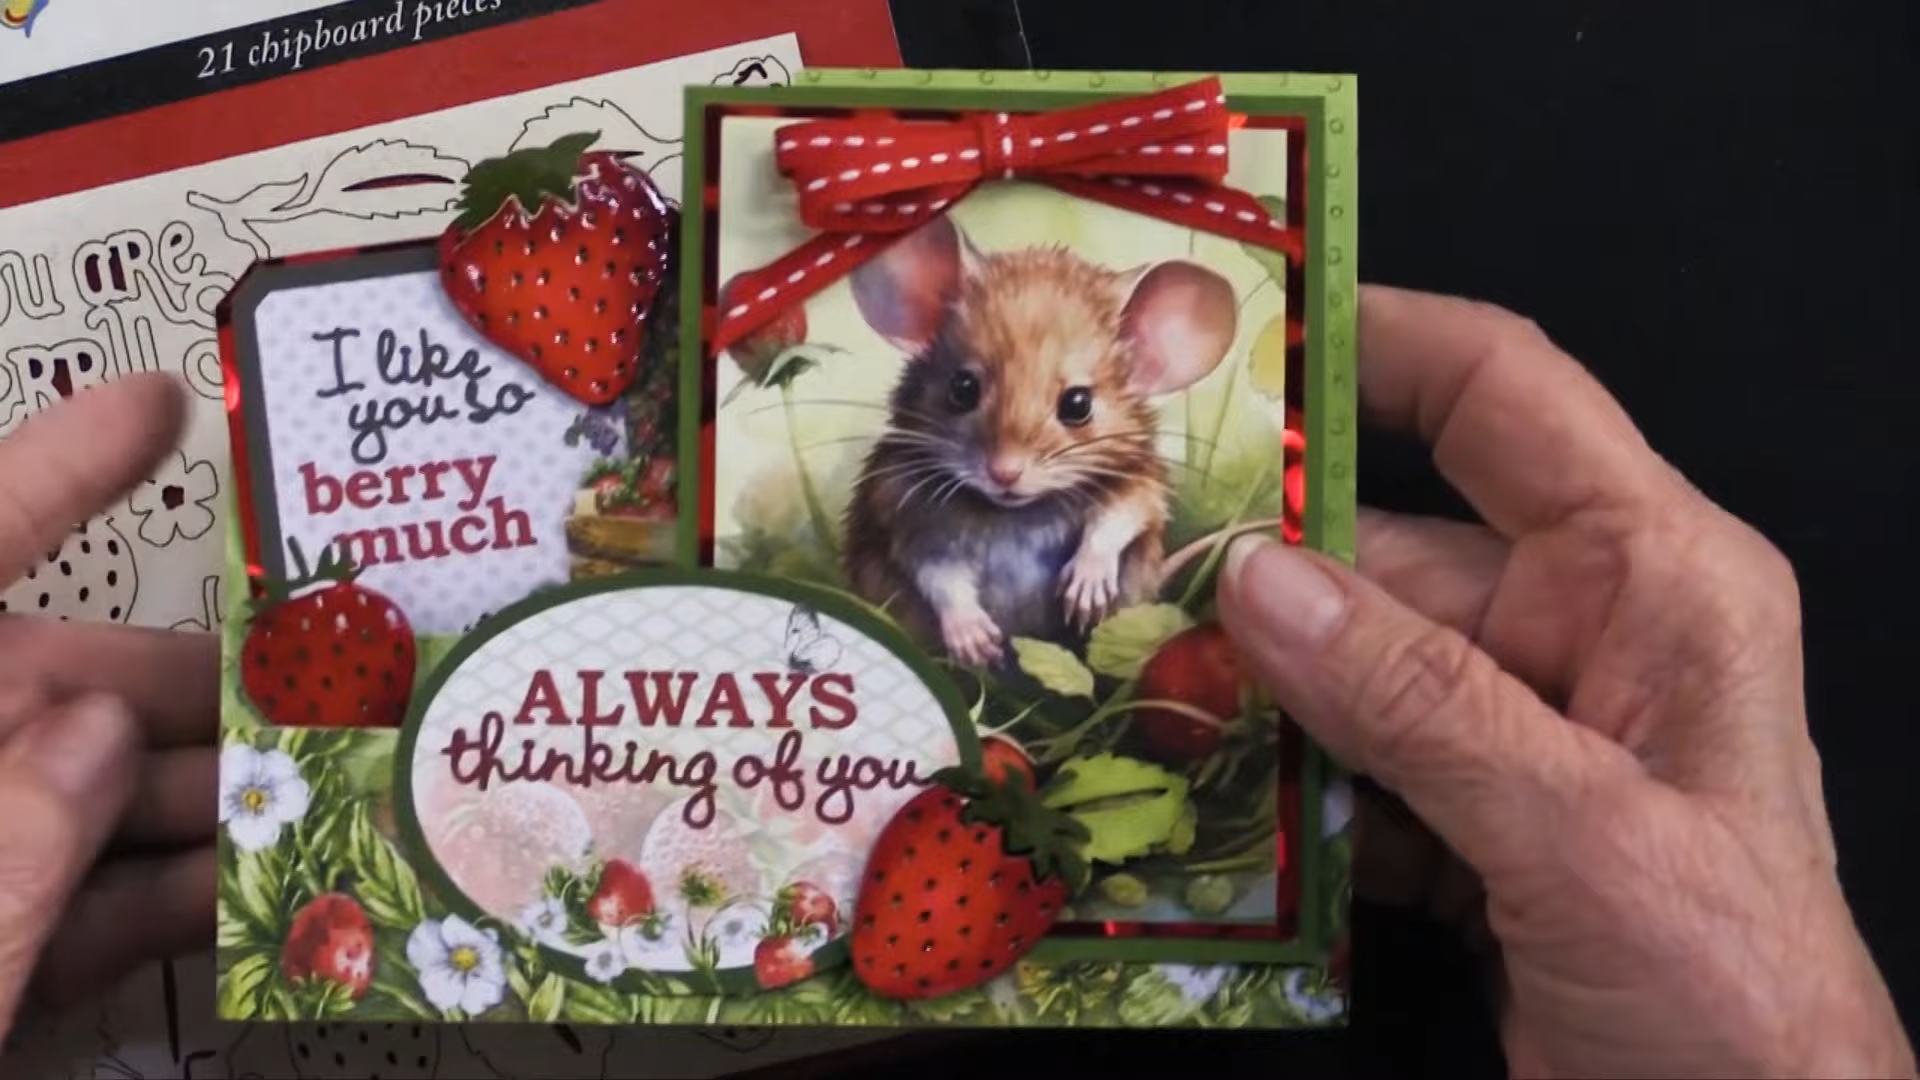 21 chipboard pieces
I like
you so
berry
much
ALWAYS
thinking of you